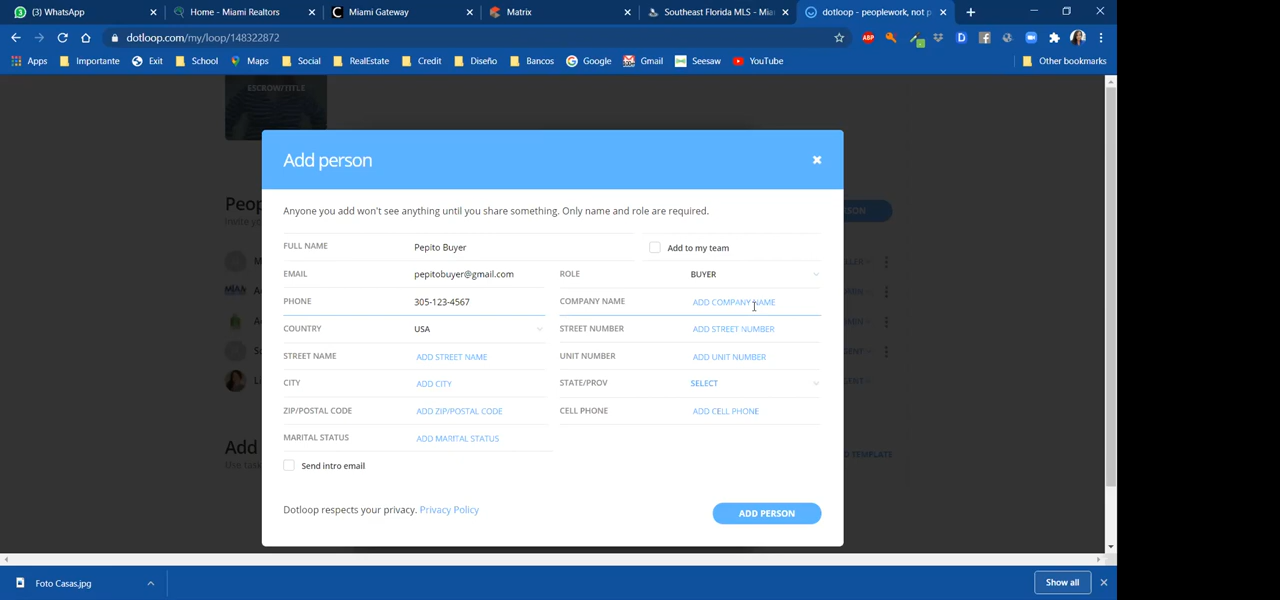 (3) WhatsApp
Home - Miami Realtors
Miami Gateway
Matrix
Southeast Florida MLS - Mia
dotloop - peoplework, not p
dotloop.com/my/loop/148322872
Apps Importante Exit School Maps Social RealEstate Credit Diseño Bancos Google Gmail Seesaw YouTube Other bookmarks
ESCROW/TITLE
Add person
Anyone you add won't see anything until you share something. Only name and role are required.
FULL NAME Pepito Buyer Add to my team
EMAIL pepitobuyer@gmail.com ROLE BUYER
PHONE 305-123-4567 COMPANY NAME ADD COMPANY NAME
COUNTRY USA STREET NUMBER ADD STREET NUMBER
STREET NAME ADD STREET NAME UNIT NUMBER ADD UNIT NUMBER
CITY ADD CITY STATE/PROV SELECT
ZIP/POSTAL CODE ADD ZIP/POSTAL CODE CELL PHONE ADD CELL PHONE
MARITAL STATUS ADD MARITAL STATUS
Send intro email
Dotloop respects your privacy. Privacy Policy
ADD PERSON
Peop
Invite
Add
Use tas
TEMPLATE
Foto Casas.jpg
Show all